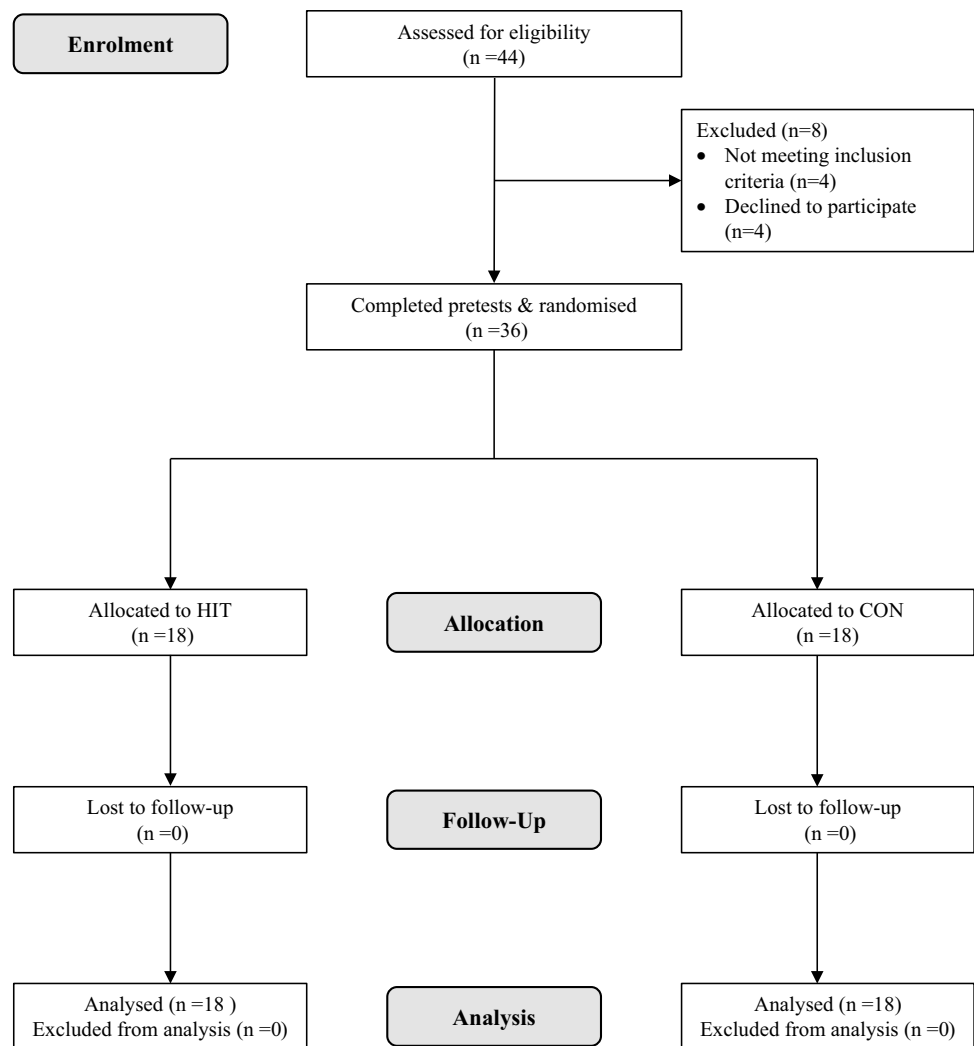 Enrolment
Assessed for eligibility
(n =44)
Excluded (n=8)
• Not meeting inclusion
criteria (n=4)
• Declined to participate
(n=4)
Completed pretests & randomised
(n =36)
Allocated to HIT
(n =18)
Allocation
Allocated to CON
(n =18)
Lost to follow-up
(n =0)
Follow-Up
Lost to follow-up
(n =0)
Analysed (n =18 )
Excluded from analysis (n =0)
Analysis
Analysed (n =18)
Excluded from analysis (n =0)